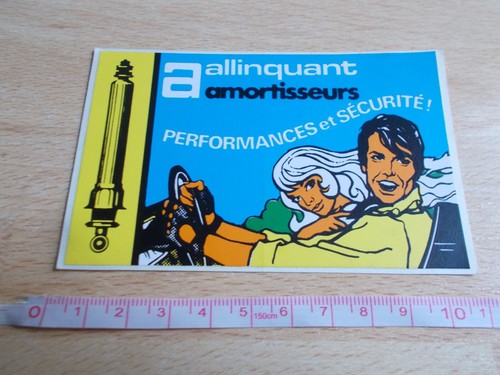 a allinquant
amortisseurs
PERFORMANCES et SÉCURITÉ !
0 1 2 3 4 5 150cm 6 7 8 9 10 1